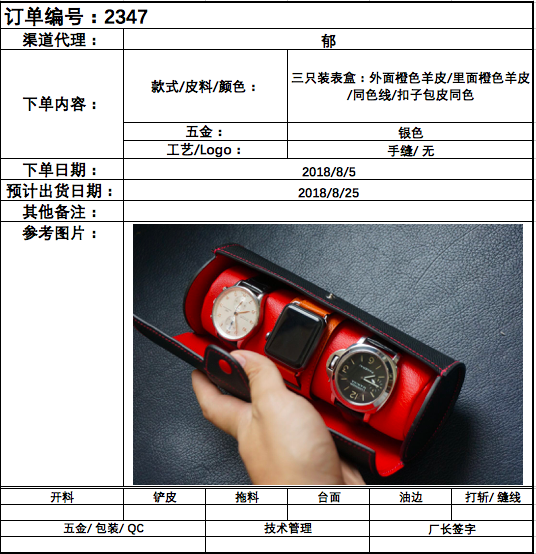 订单编号：2347
渠道代理：
郁
下单内容：
款式/皮料/颜色：
三只装表盒：外面橙色羊皮/里面橙色羊皮
/同色线/扣子包皮同色
五金：
银色
工艺/Logo：
手缝/ 无
下单日期：
2018/8/5
预计出货日期：
2018/8/25
其他备注：
参考图片：
开料 铲皮 拖料 台面 油边 打斩/ 缝线
五金/ 包装/ QC 技术管理 厂长签字